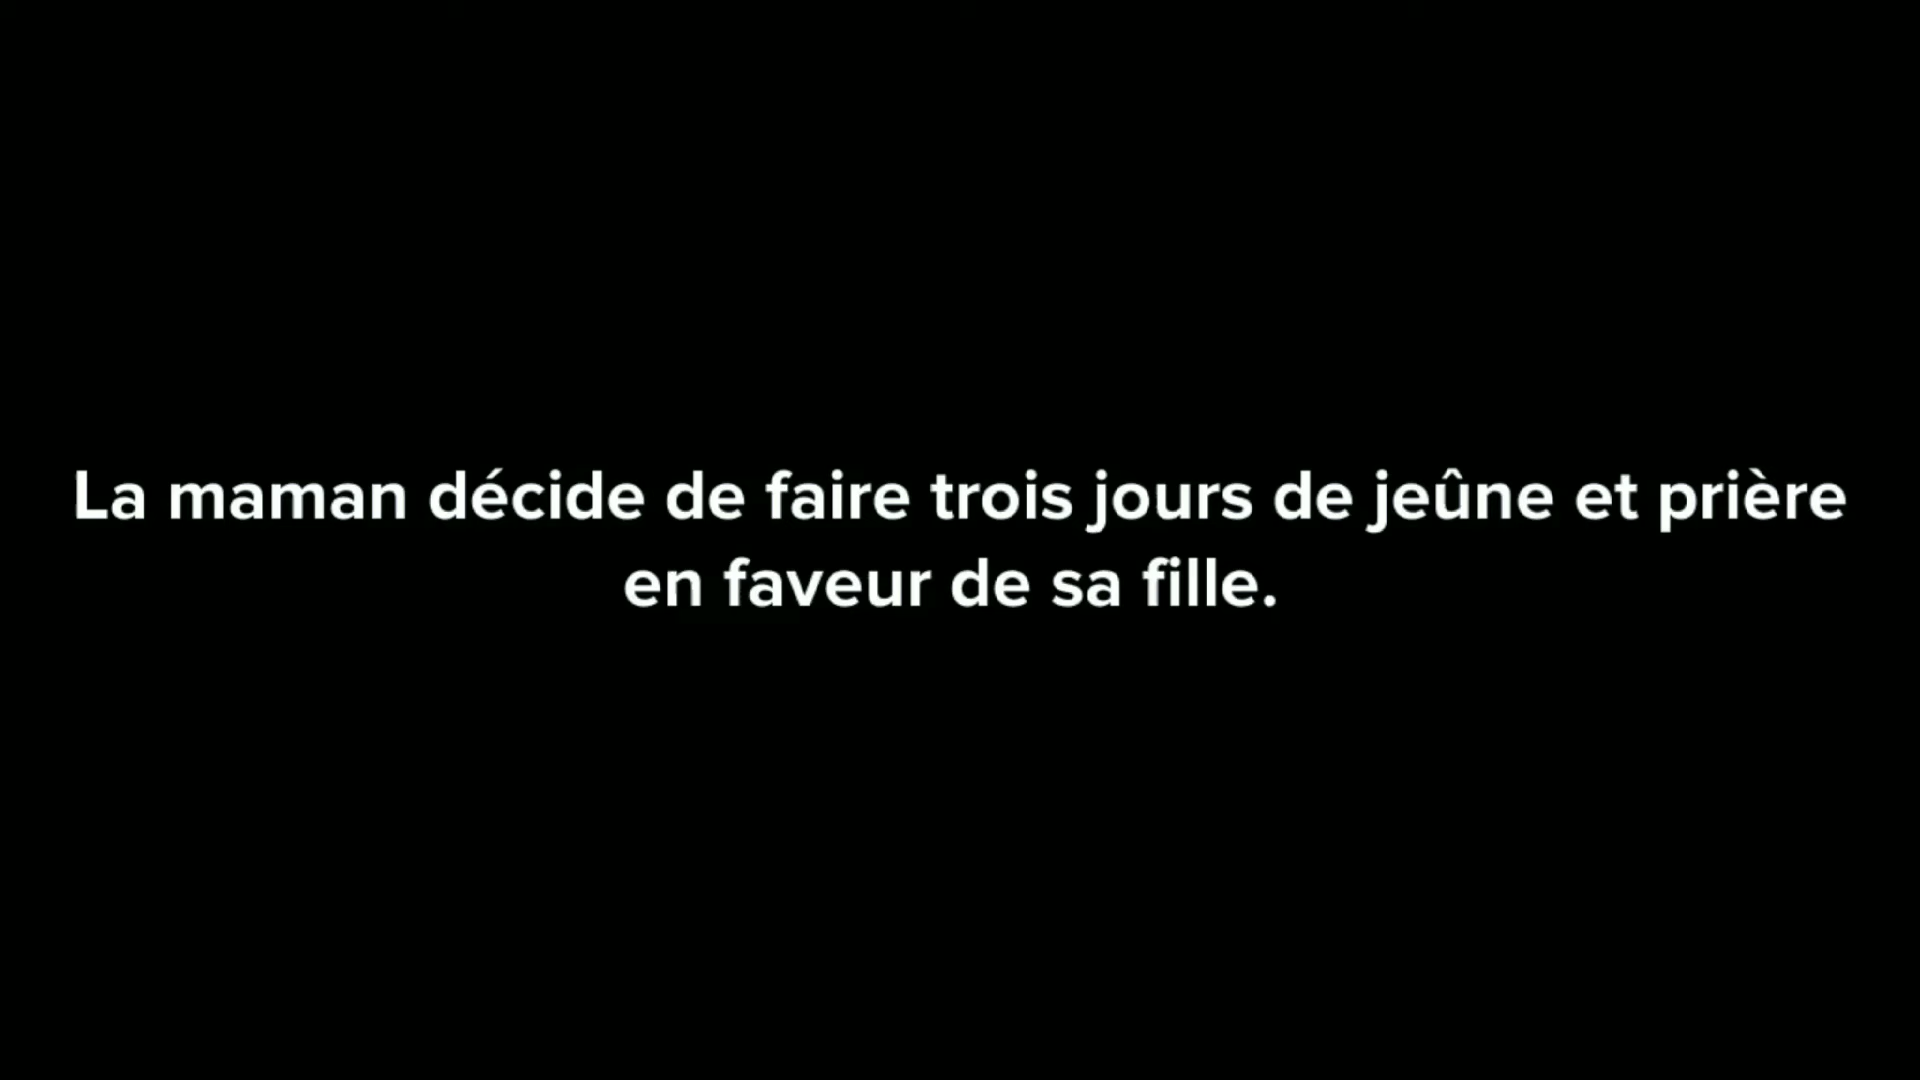 La maman décide de faire trois jours de jeûne et prière
en faveur de sa fille.